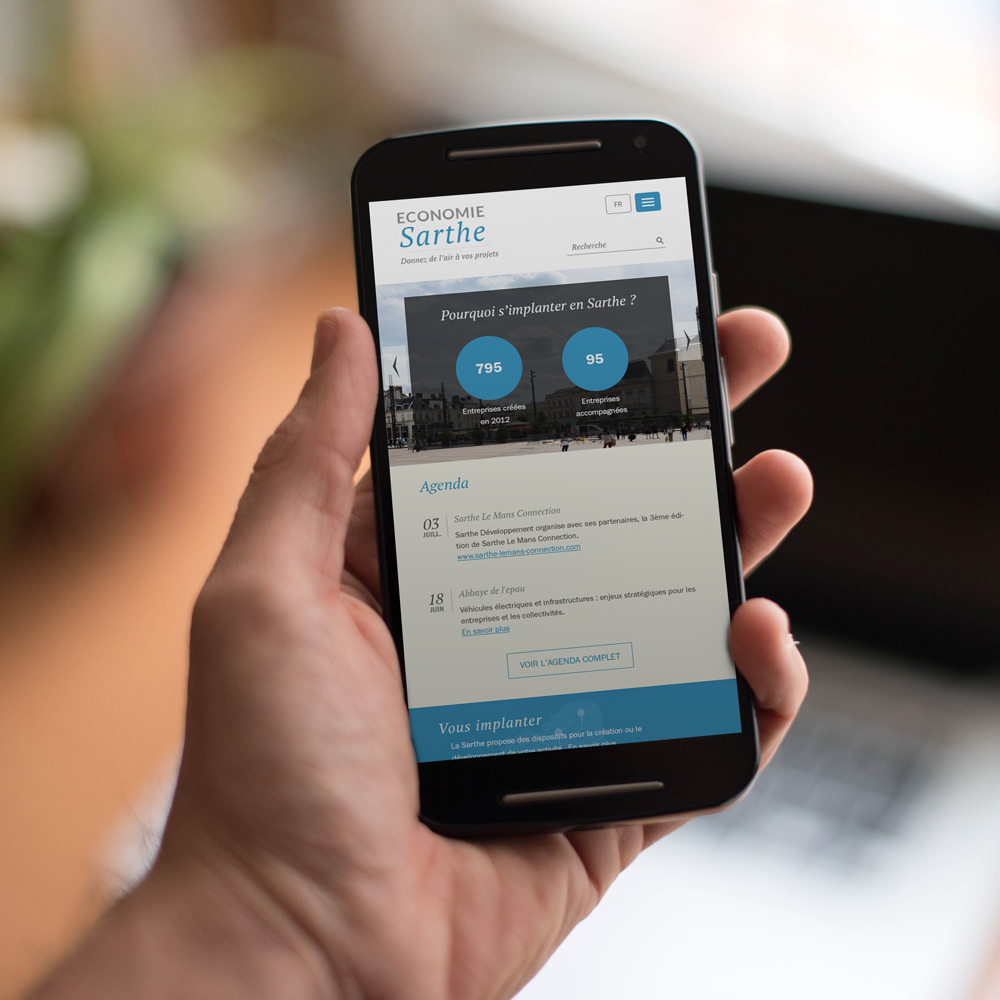 ECONOMIE
Sarthe
Donnez de l'air à vos projets
FR
Recherche
Pourquoi s'implanter en Sarthe ?
795
Entreprises créées
en 2012
95
Entreprises
accompagnées
Agenda
03
JUILL.
Sarthe Le Mans Connection
Sarthe Développement organise avec ses partenaires, la 3ème édi-
tion de Sarthe Le Mans Connection.
www.sarthe-lemans-connection.com
18
JUIN
Abbaye de l'epau
Véhicules électriques et infrastructures : enjeux stratégiques pour les
entreprises et les collectivités.
En savoir plus
VOIR L'AGENDA COMPLET
Vous implanter
La Sarthe propose des dispositifs pour la création ou le
développement de votre activité. En savoir plus